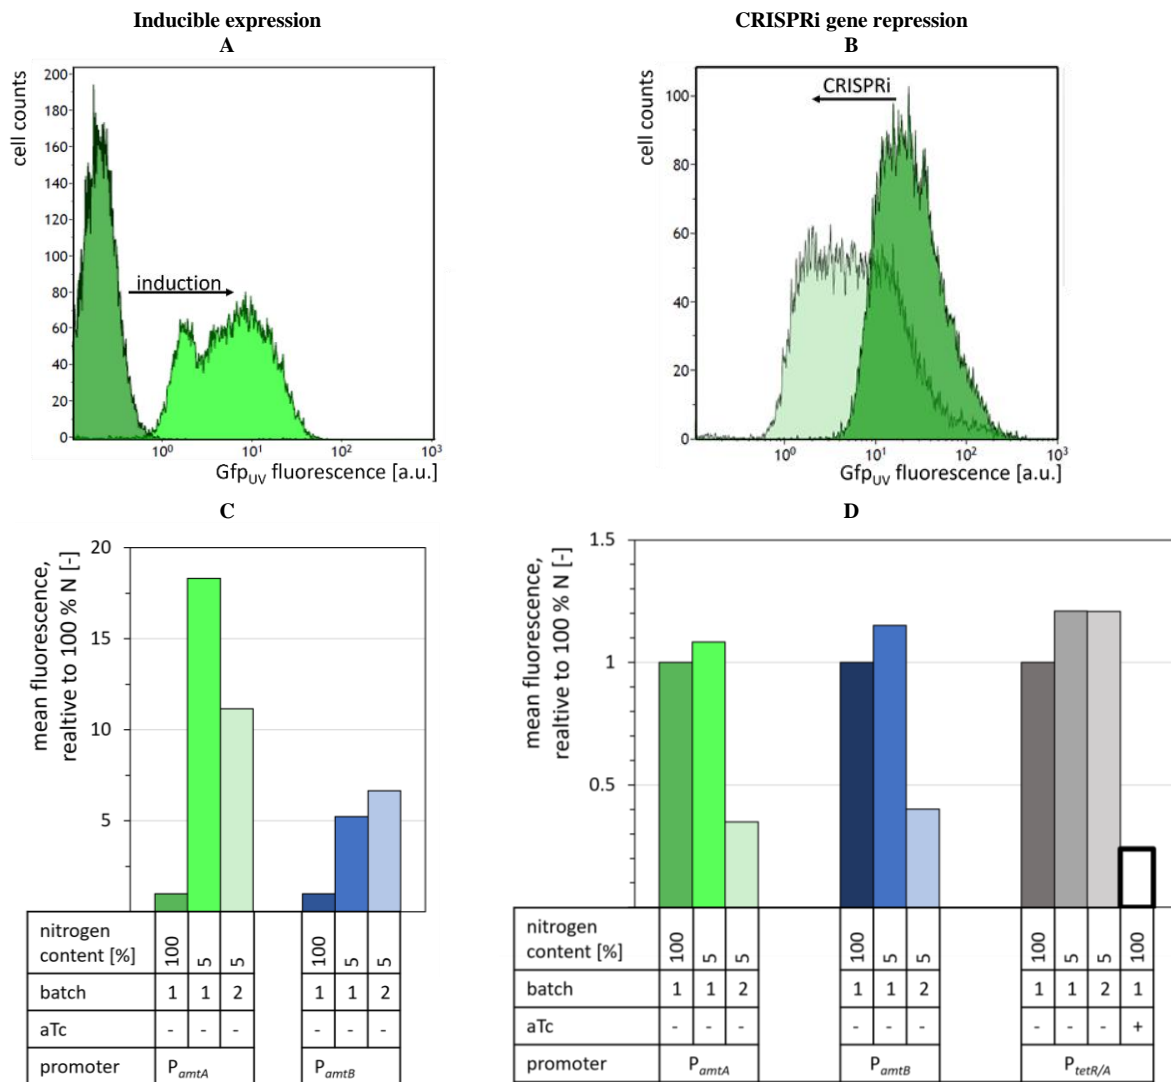 Inducible expression
CRISPRi gene repression
A
B
cell counts
200
180
160
140
120
100
80
60
40
20
0
induction
10⁰
10¹
10²
10³
GfpUV fluorescence [a.u.]
cell counts
100
80
60
40
20
0
CRISPRi
10⁰
10¹
10²
10³
GfpUV fluorescence [a.u.]
C
D
mean fluorescence,
realtive to 100 % N [-]
20
15
10
5
nitrogen
content [%]
100
5
5
100
5
5
batch
1
1
2
1
1
2
aTc
-
-
-
-
-
-
promoter
PamtA
PamtB
mean fluorescence,
realtive to 100 % N [-]
1.5
1
0.5
nitrogen
content [%]
100
5
5
100
5
5
100
5
5
100
batch
1
1
2
1
1
2
1
1
2
1
aTc
-
-
-
-
-
-
-
-
-
+
promoter
PamtA
PamtB
PtetR/A